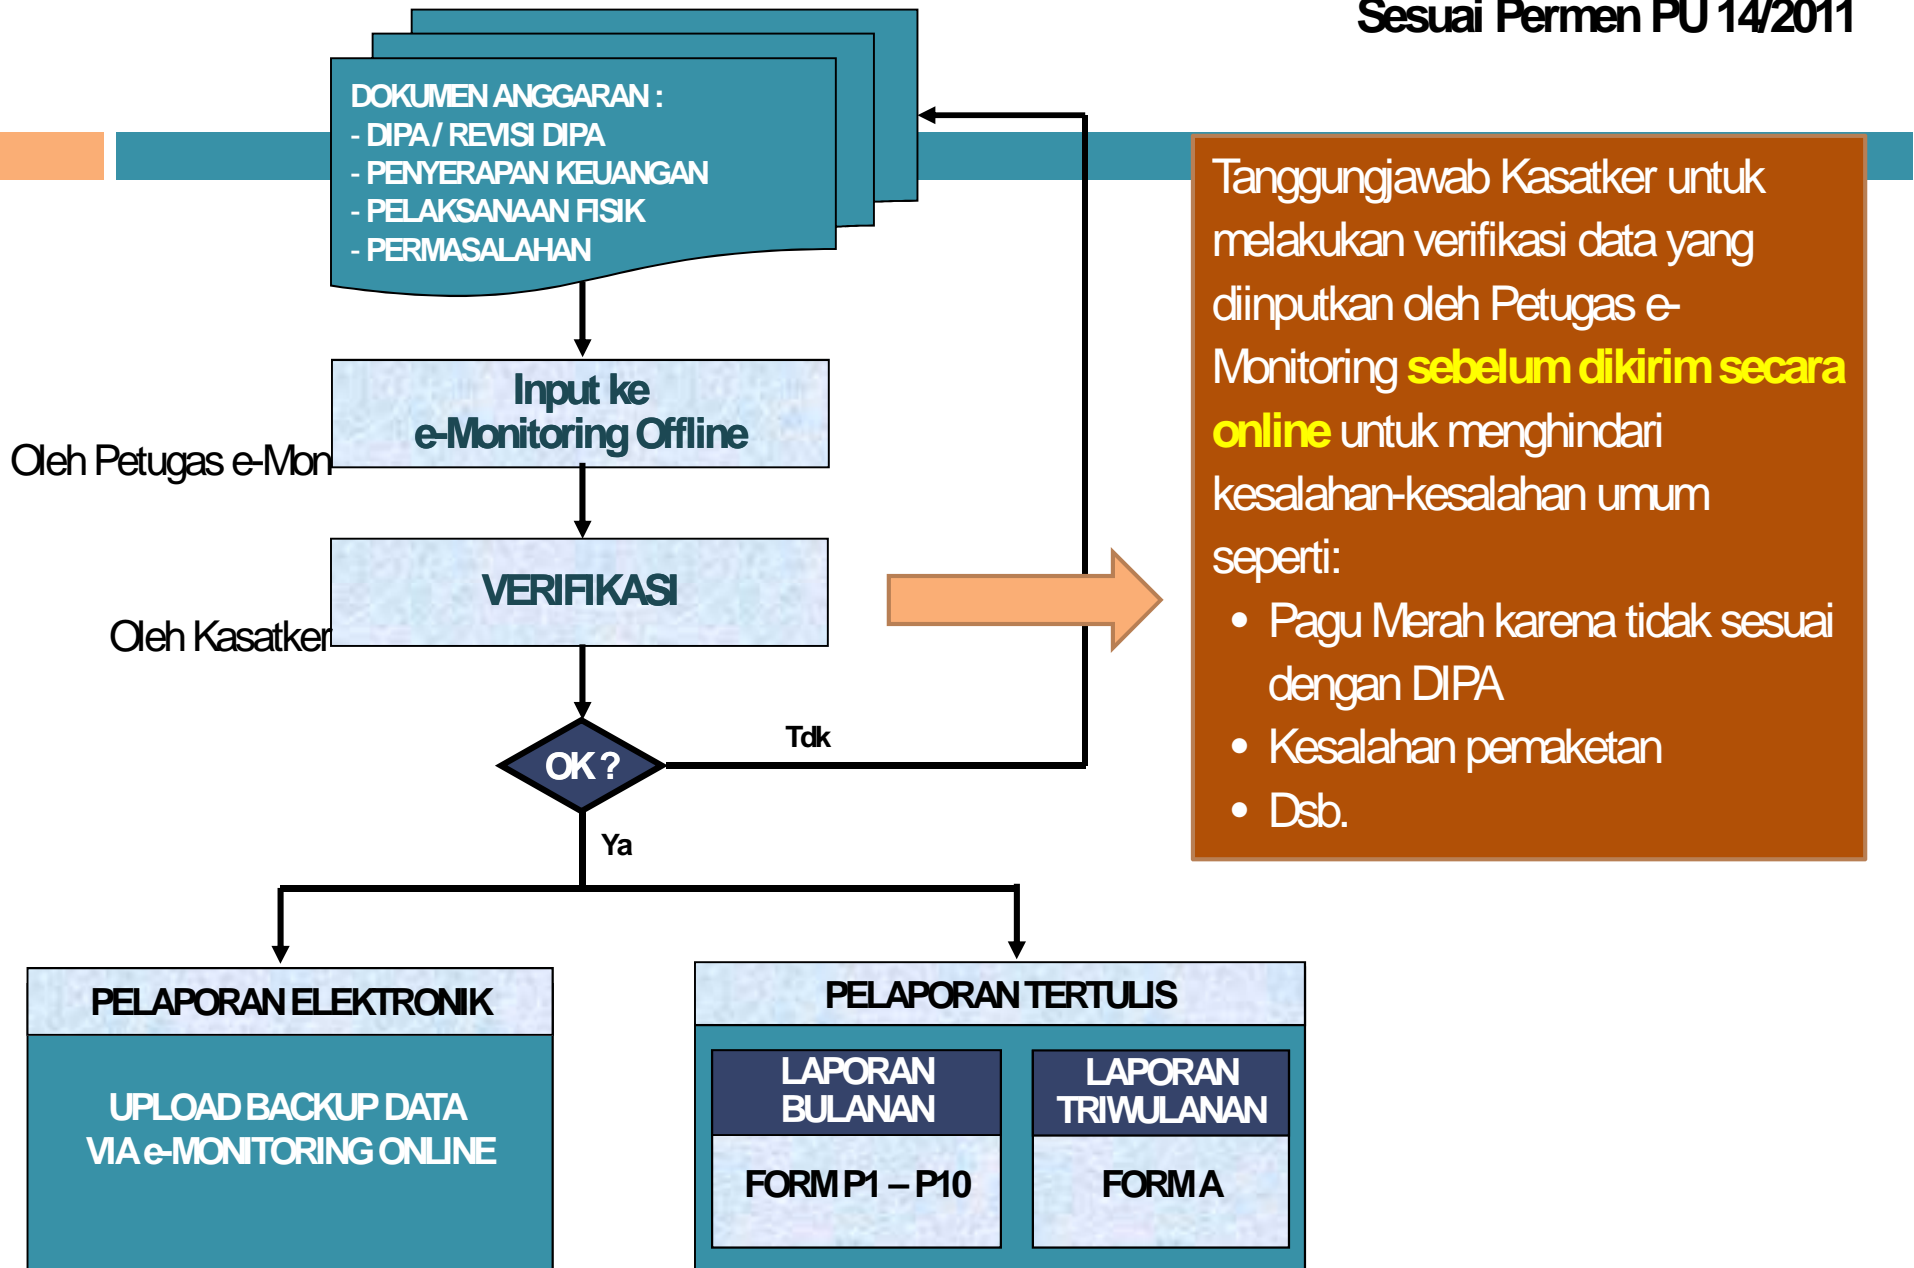 Sesuai Permen PU 14/2011
DOKUMEN ANGGARAN :
- DIPA / REVISI DIPA
- PENYERAPAN KEUANGAN
- PELAKSANAAN FISIK
- PERMASALAHAN
Input ke
e-Monitoring Offline
Oleh Petugas e-Mon
VERIFIKASI
Oleh Kasatker
OK ?
Tdk
Ya
Tanggungjawab Kasatker untuk
melakukan verifikasi data yang
diinputkan oleh Petugas e-
Monitoring sebelum dikirim secara
online untuk menghindari
kesalahan-kesalahan umum
seperti:
• Pagu Merah karena tidak sesuai
dengan DIPA
• Kesalahan pemaketan
• Dsb.
PELAPORAN ELEKTRONIK
UPLOAD BACKUP DATA
VIA e-MONITORING ONLINE
PELAPORAN TERTULIS
LAPORAN
BULANAN
FORM P1 – P10
LAPORAN
TRIWULANAN
FORM A